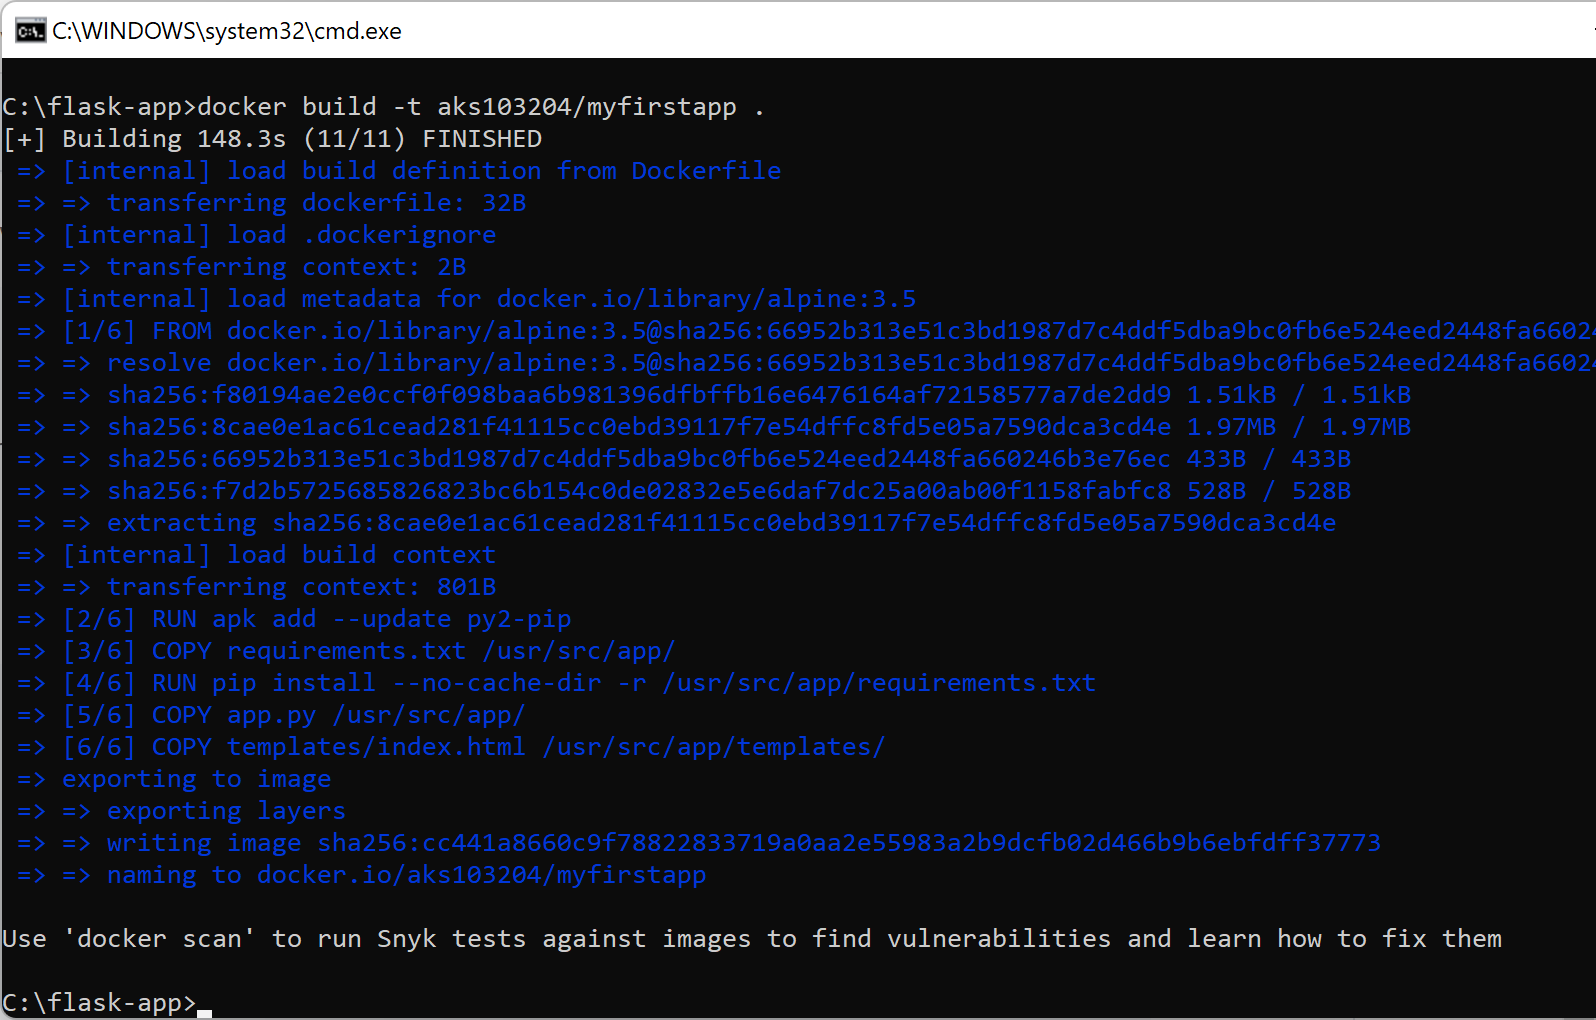 C:\WINDOWS\system32\cmd.exe
C:\flask-app>docker build -t aks103204/myfirstapp .
[+] Building 148.3s (11/11) FINISHED
=> [internal] load build definition from Dockerfile
=> => transferring dockerfile: 32B
=> [internal] load .dockerignore
=> => transferring context: 2B
=> [internal] load metadata for docker.io/library/alpine:3.5
=> [1/6] FROM docker.io/library/alpine:3.5@sha256:66952b313e51c3bd1987d7c4ddf5dba9bc0fb6e524eed2448fa66024
=> => resolve docker.io/library/alpine:3.5@sha256:66952b313e51c3bd1987d7c4ddf5dba9bc0fb6e524eed2448fa66024
=> => sha256:f80194ae2e0ccf0f098baa6b981396dfbffb16e6476164af72158577a7de2dd9 1.51kB / 1.51kB
=> => sha256:8cae0e1ac61cead281f41115cc0ebd39117f7e54dffc8fd5e05a7590dca3cd4e 1.97MB / 1.97MB
=> => sha256:66952b313e51c3bd1987d7c4ddf5dba9bc0fb6e524eed2448fa660246b3e76ec 433B / 433B
=> => sha256:f7d2b5725685826823bc6b154c0de02832e5e6daf7dc25a00ab00f1158fabfc8 528B / 528B
=> => extracting sha256:8cae0e1ac61cead281f41115cc0ebd39117f7e54dffc8fd5e05a7590dca3cd4e
=> [internal] load build context
=> => transferring context: 801B
=> [2/6] RUN apk add --update py2-pip
=> [3/6] COPY requirements.txt /usr/src/app/
=> [4/6] RUN pip install --no-cache-dir -r /usr/src/app/requirements.txt
=> [5/6] COPY app.py /usr/src/app/
=> [6/6] COPY templates/index.html /usr/src/app/templates/
=> exporting to image
=> => exporting layers
=> => writing image sha256:cc441a8660c9f78822833719a0aa2e55983a2b9dcfb02d466b9b6ebfdff37773
=> => naming to docker.io/aks103204/myfirstapp
Use 'docker scan' to run Snyk tests against images to find vulnerabilities and learn how to fix them
C:\flask-app>